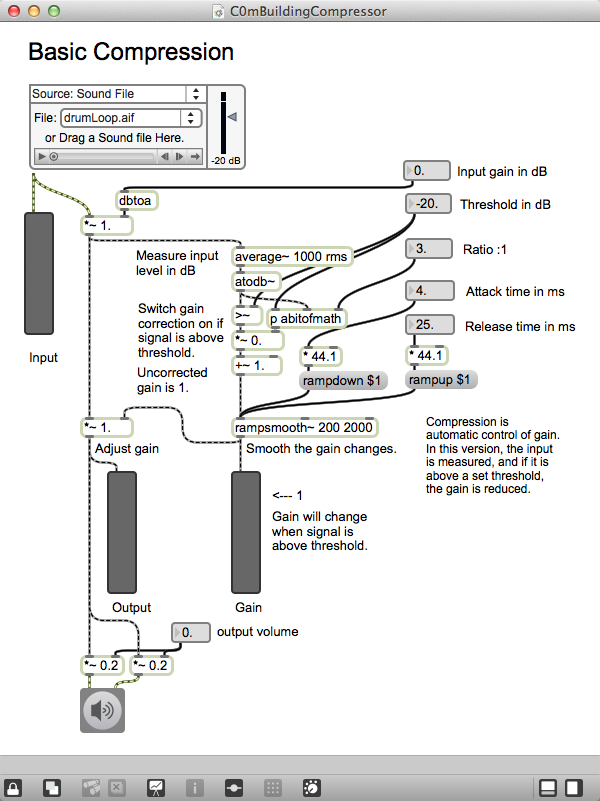 C0mBuildingCompressor
Basic Compression
Source: Sound File
File: drumLoop.aif
or Drag a Sound file Here.
-20 dB
0. Input gain in dB
dbtoa
-20. Threshold in dB
*~ 1.
Measure input
level in dB
average~ 1000 rms
3. Ratio :1
atodb~
4. Attack time in ms
Switch gain
correction on if
signal is above
threshold.
>~
p abitofmath
25. Release time in ms
*~ 0.
* 44.1
* 44.1
Input
Uncorrected
gain is 1.
+~ 1.
rampdown $1
rampup $1
*~ 1.
rampsmooth~ 200 2000
Adjust gain
Smooth the gain changes.
Compression is
automatic control of gain.
In this version, the input
is measured, and if it is
above a set threshold,
the gain is reduced.
<--- 1
Gain will change
when signal is
above threshold.
Output
Gain
0. output volume
*~ 0.2
*~ 0.2